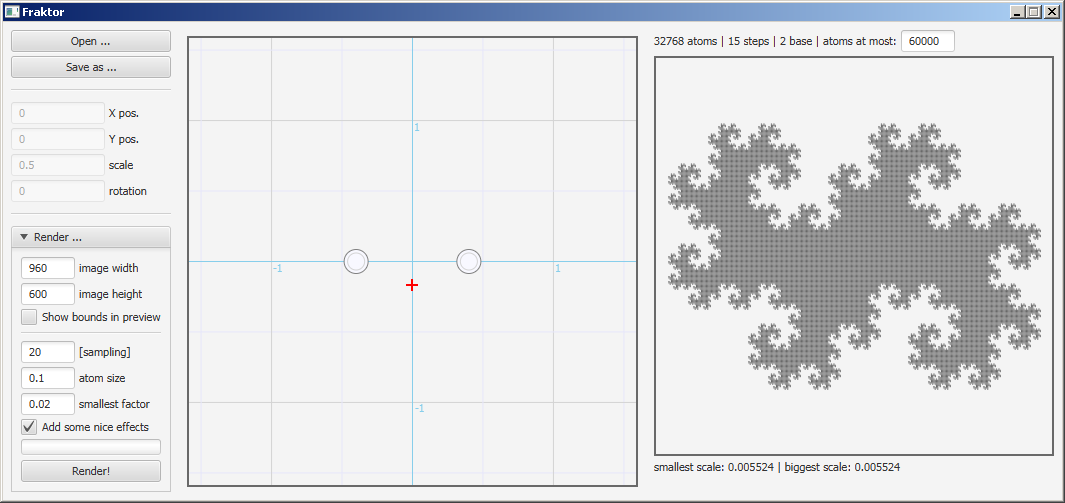 Fraktor
Open ...
Save as ...
0 X pos.
0 Y pos.
0.5 scale
0 rotation
Render ...
960 image width
600 image height
Show bounds in preview
20 [sampling]
0.1 atom size
0.02 smallest factor
Add some nice effects
Render!
1
-1 1
-1
32768 atoms | 15 steps | 2 base | atoms at most: 60000
smallest scale: 0.005524 | biggest scale: 0.005524